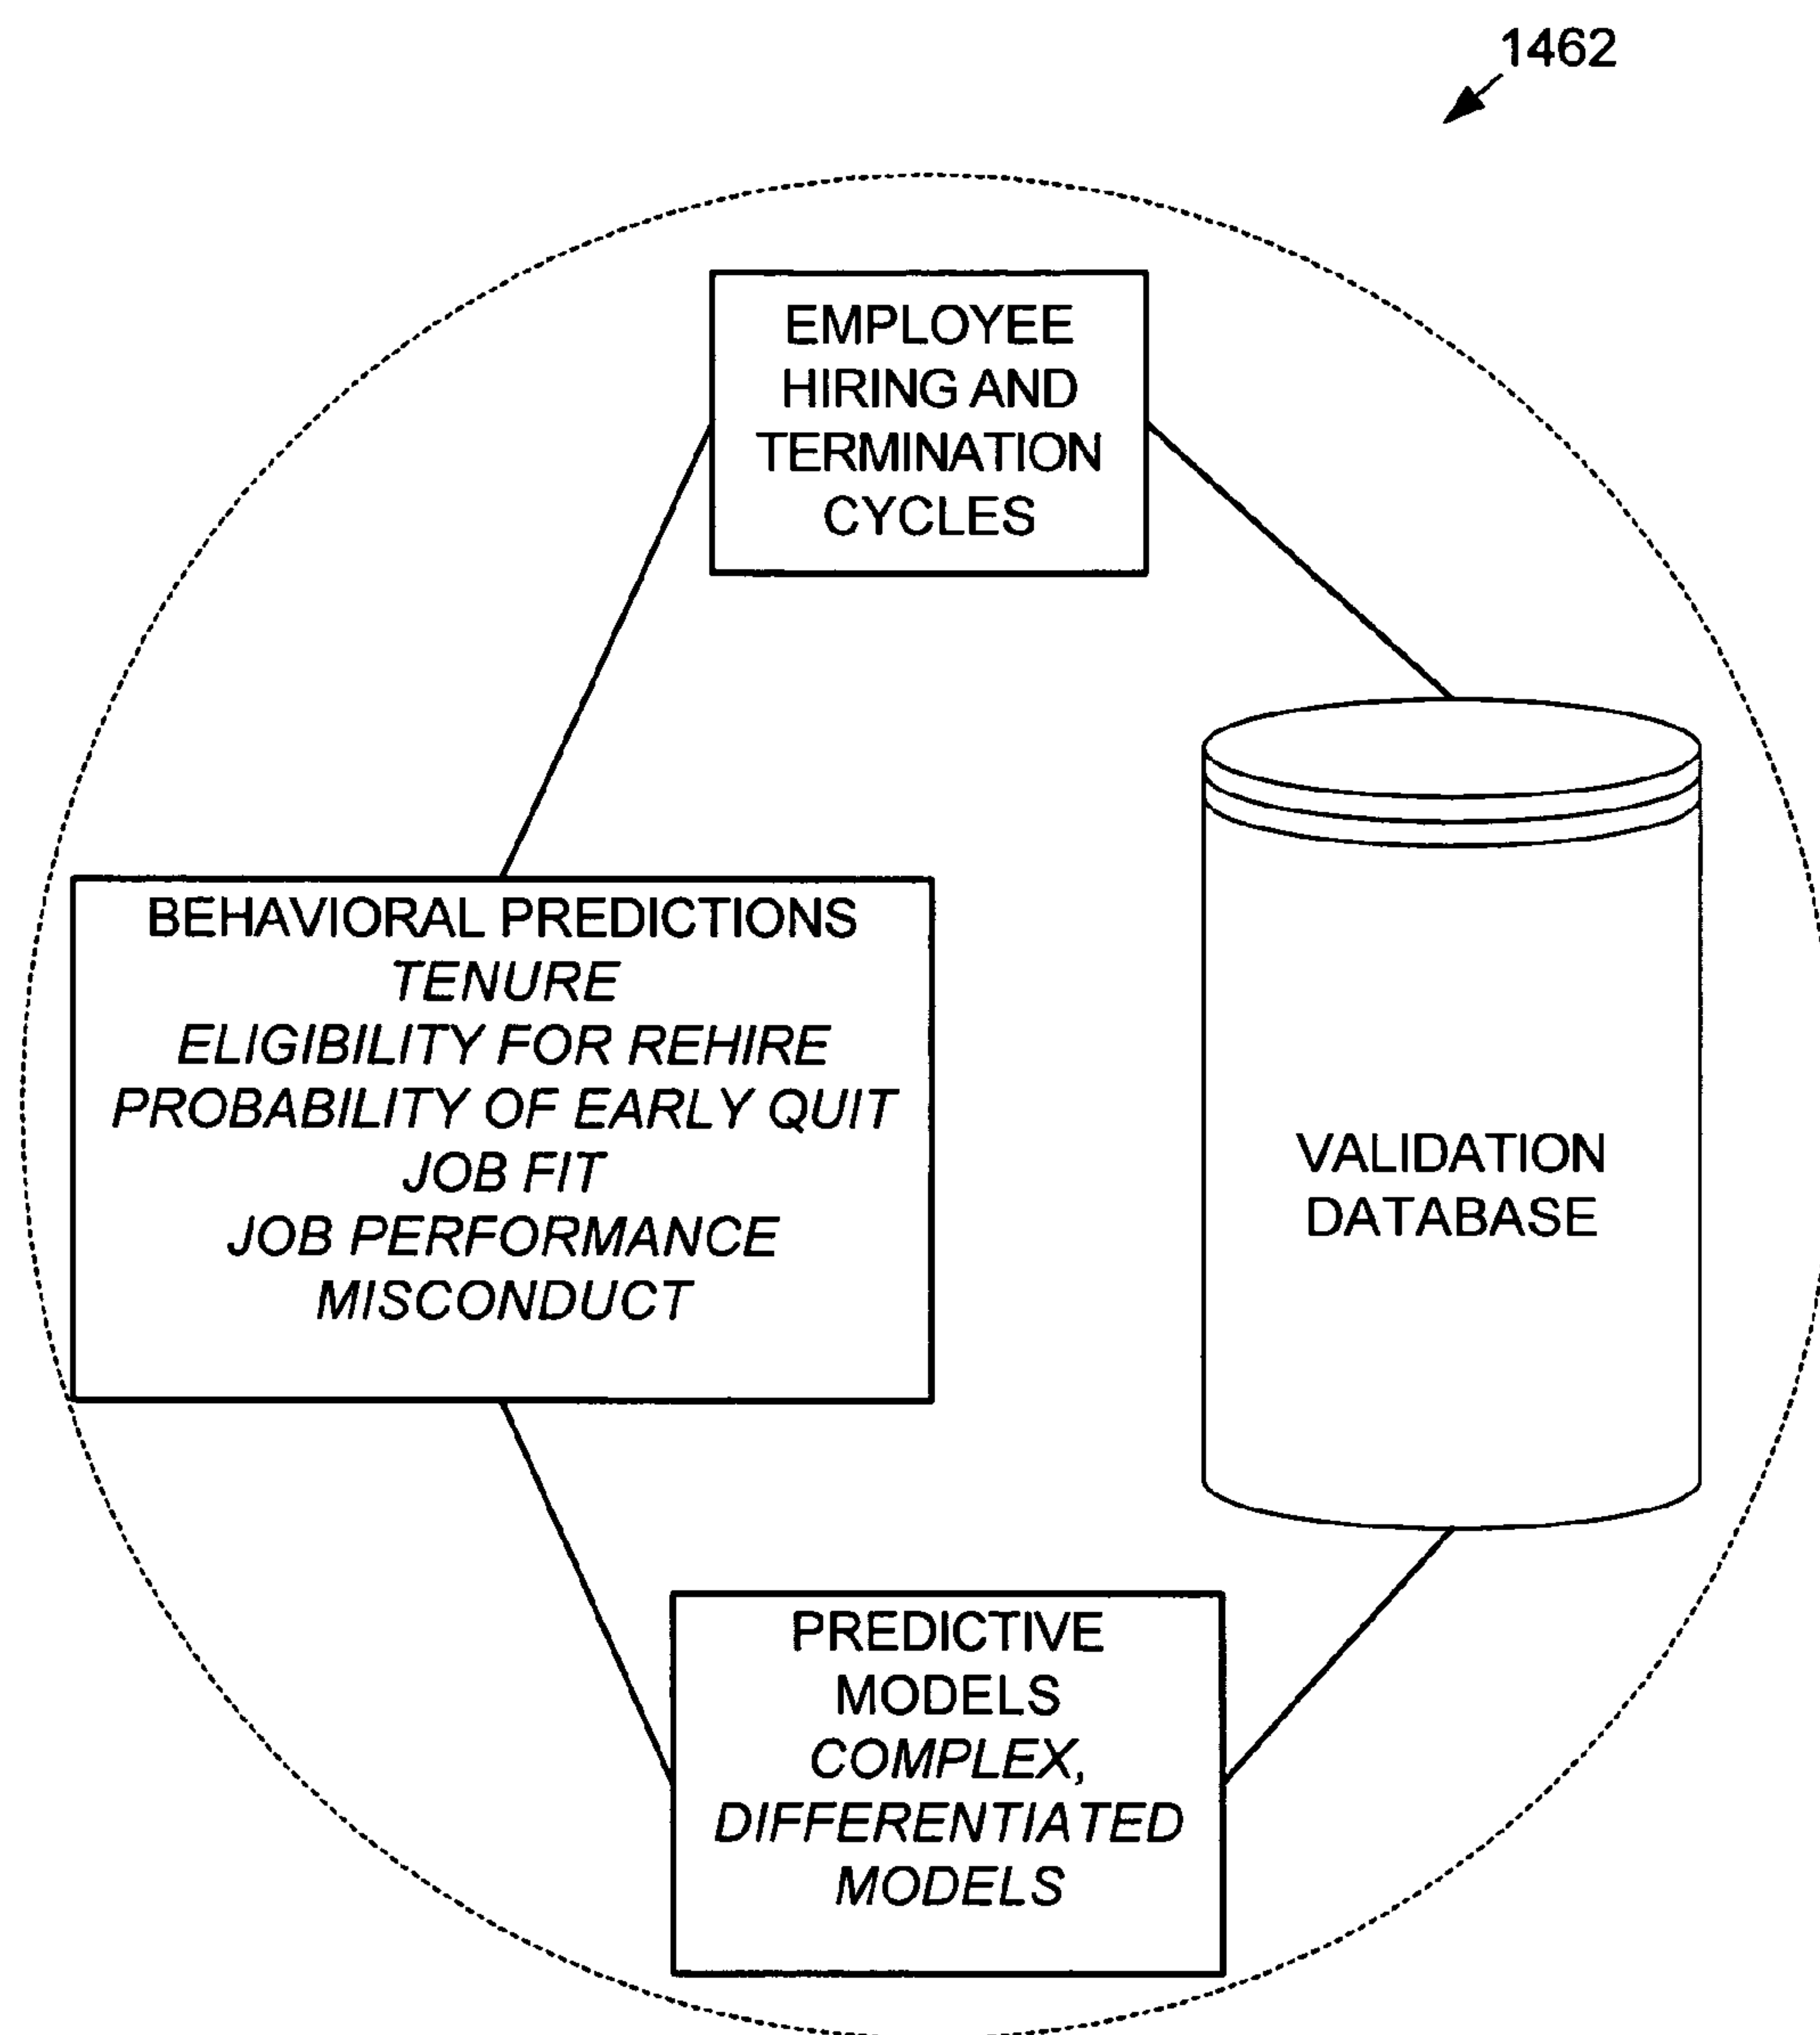 1462
EMPLOYEE
HIRING AND
TERMINATION
CYCLES
BEHAVIORAL PREDICTIONS
TENURE
ELIGIBILITY FOR REHIRE
PROBABILITY OF EARLY QUIT
JOB FIT
JOB PERFORMANCE
MISCONDUCT
VALIDATION
DATABASE
PREDICTIVE
MODELS
COMPLEX,
DIFFERENTIATED
MODELS